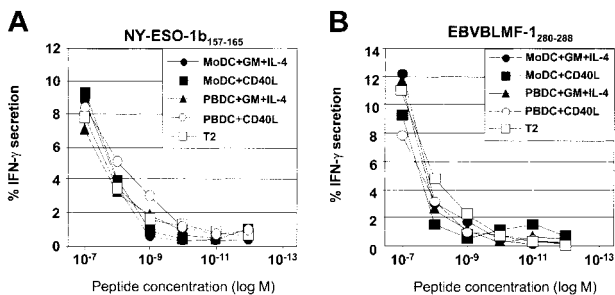 A
NY-ESO-1b157-165
% IFN-γ secretion
12
10
8
6
4
2
0
MoDC+GM+IL-4
MoDC+CD40L
PBDC+GM+IL-4
PBDC+CD40L
T2
10-7
10-9
10-11
10-13
Peptide concentration (log M)
B
EBVBLMF-1280-288
% IFN-γ secretion
14
12
10
8
6
4
2
0
MoDC+GM+IL-4
MoDC+CD40L
PBDC+GM+IL-4
PBDC+CD40L
T2
10-7
10-9
10-11
10-13
Peptide concentration (log M)